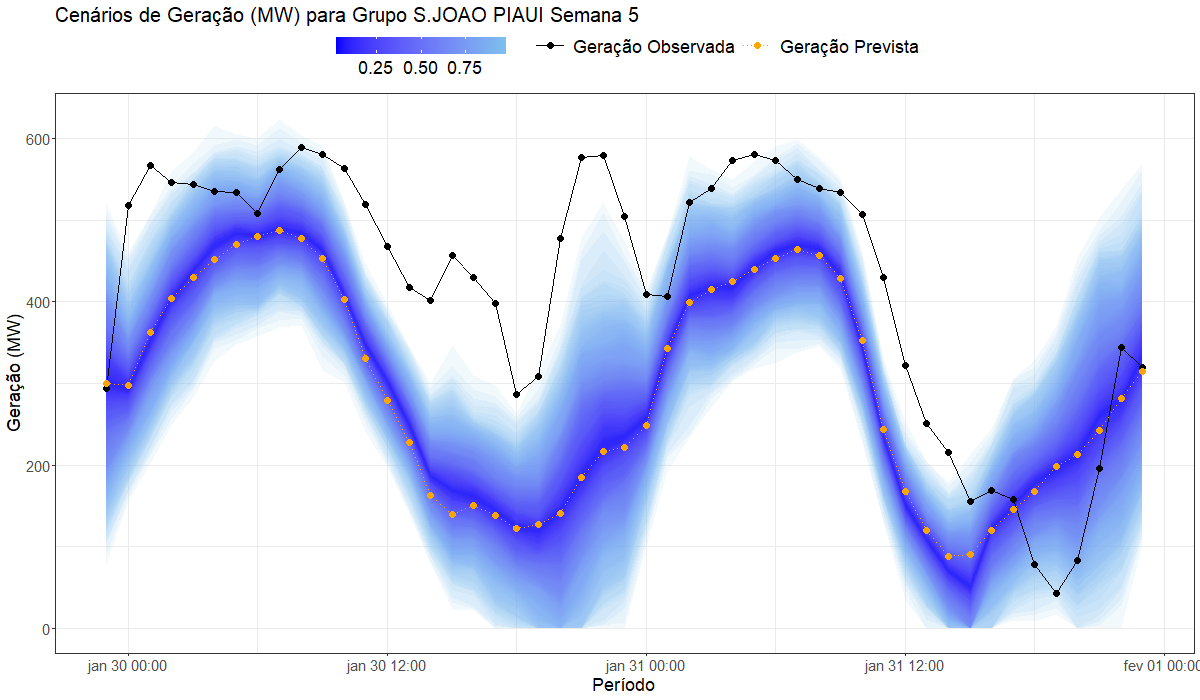 Cenários de Geração (MW) para Grupo S.JOAO PIAUI Semana 5
0.25 0.50 0.75 Geração Observada Geração Prevista
Geração (MW)
600
400
200
0
jan 30 00:00 jan 30 12:00 jan 31 00:00 jan 31 12:00 fev 01 00:00
Período